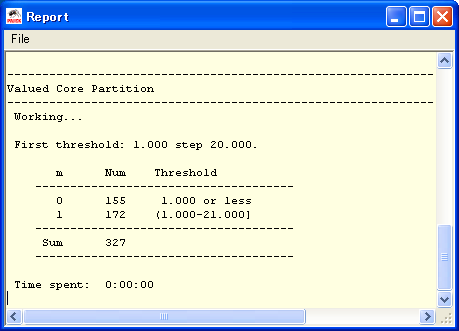 Report
File
-----------------------------------------------------------------
Valued Core Partition
-----------------------------------------------------------------
Working...
First threshold: 1.000 step 20.000.
m Num Threshold
---------------------------------------
0 155 1.000 or less
1 172 (1.000-21.000]
---------------------------------------
Sum 327
---------------------------------------
Time spent: 0:00:00